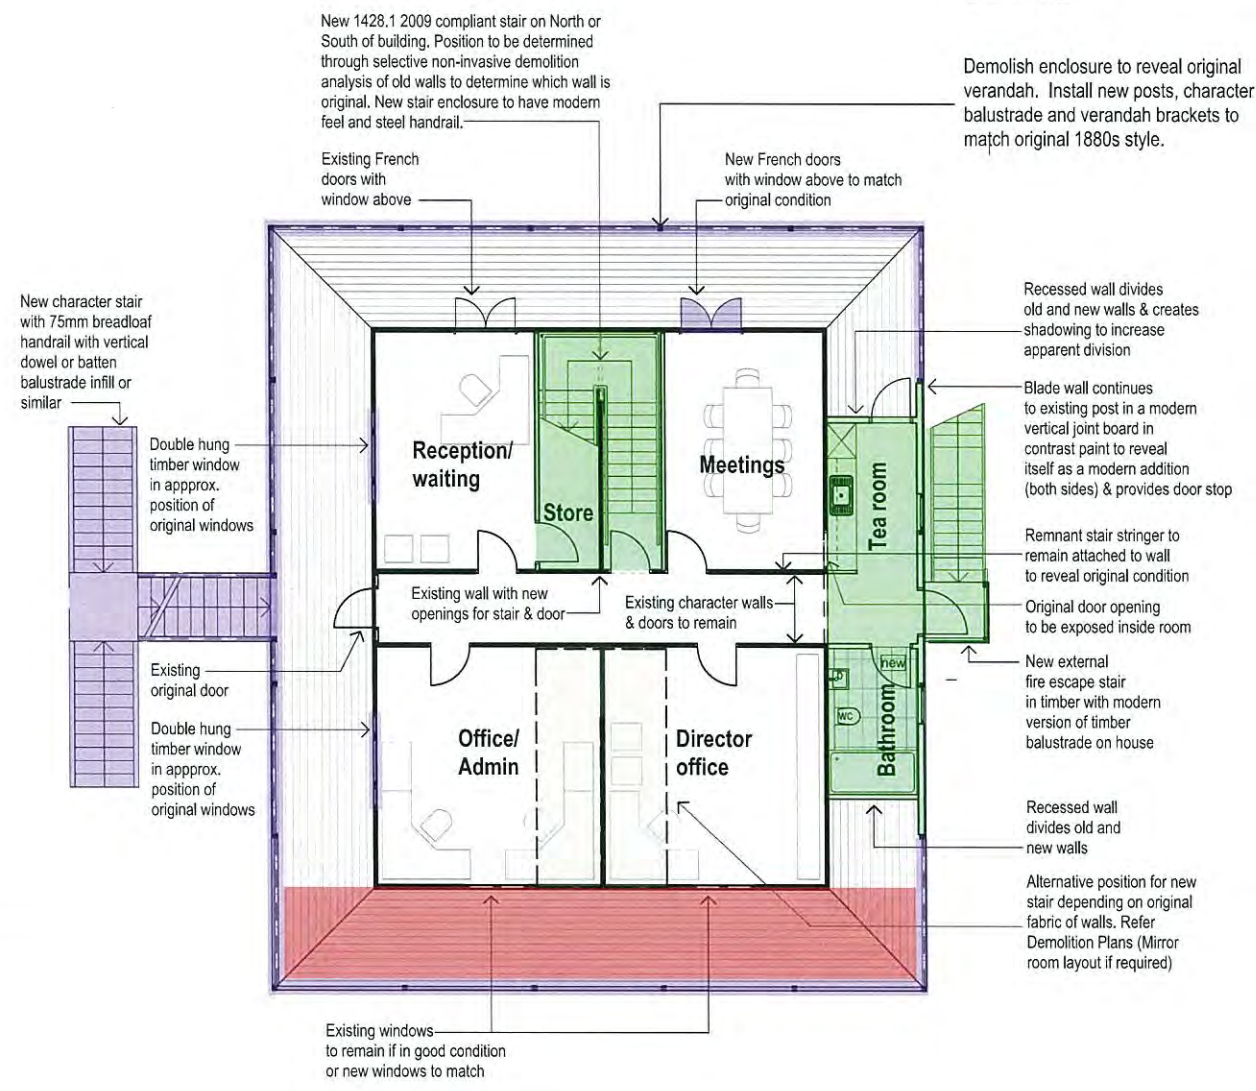 New 1428.1 2009 compliant stair on North or
South of building. Position to be determined
through selective non-invasive demolition
analysis of old walls to determine which wall is
original. New stair enclosure to have modern
feel and steel handrail.
Demolish enclosure to reveal original
verandah. Install new posts, character
balustrade and verandah brackets to
match original 1880s style.
Existing French
doors with
window above
New French doors
with window above to match
original condition
New character stair
with 75mm breadloaf
handrail with vertical
dowel or batten
balustrade infill or
similar
Recessed wall divides
old and new walls & creates
shadowing to increase
apparent division
Blade wall continues
to existing post in a modern
vertical joint board in
contrast paint to reveal
itself as a modern addition
(both sides) & provides door stop
Double hung
timber window
in appprox.
position of
original windows
Reception/
waiting
Store
Meetings
Tea room
Remnant stair stringer to
remain attached to wall
to reveal original condition
Existing wall with new
openings for stair & door
Existing character walls
& doors to remain
Original door opening
to be exposed inside room
Existing
original door
New external
fire escape stair
in timber with modern
version of timber
balustrade on house
new
WC
Bathroom
Double hung
timber window
in appprox.
position of
original windows
Office/
Admin
Director
office
Recessed wall
divides old and
new walls
Alternative position for new
stair depending on original
fabric of walls. Refer
Demolition Plans (Mirror
room layout if required)
Existing windows
to remain if in good condition
or new windows to match